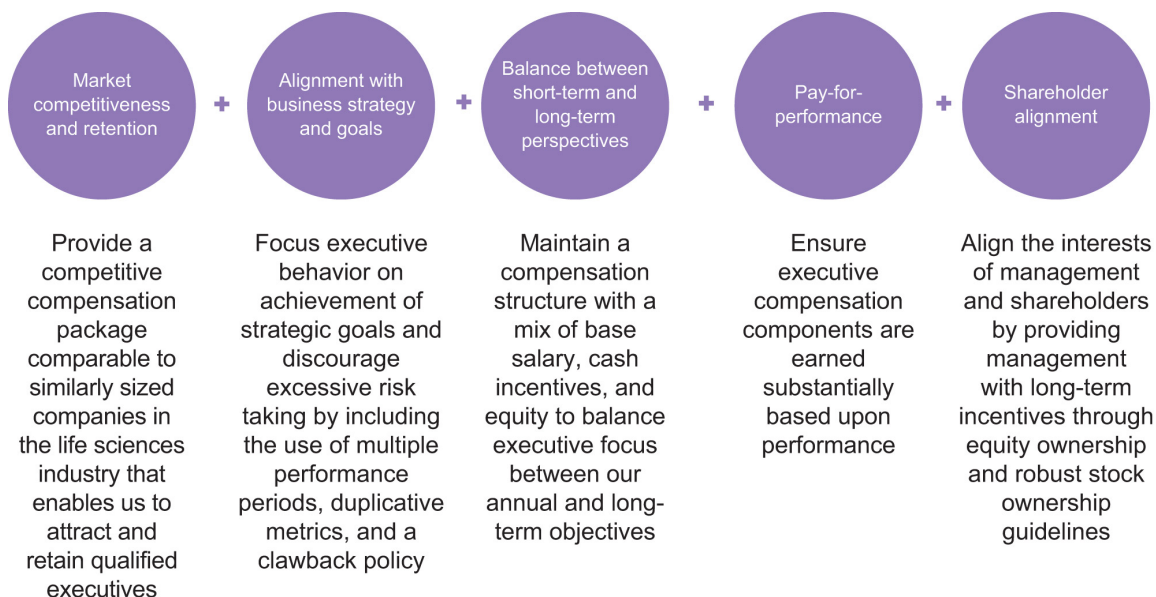 Market
competitiveness
and retention
+
Alignment with
business strategy
and goals
+
Balance between
short-term and
long-term
perspectives
+
Pay-for-
performance
+
Shareholder
alignment
Provide a
competitive
compensation
package
comparable to
similarly sized
companies in
the life sciences
industry that
enables us to
attract and
retain qualified
executives
Focus executive
behavior on
achievement of
strategic goals and
discourage
excessive risk
taking by including
the use of multiple
performance
periods, duplicative
metrics, and a
clawback policy
Maintain a
compensation
structure with a
mix of base
salary, cash
incentives, and
equity to balance
executive focus
between our
annual and long-
term objectives
Ensure
executive
compensation
components are
earned
substantially
based upon
performance
Align the interests
of management
and shareholders
by providing
management
with long-term
incentives through
equity ownership
and robust stock
ownership
guidelines